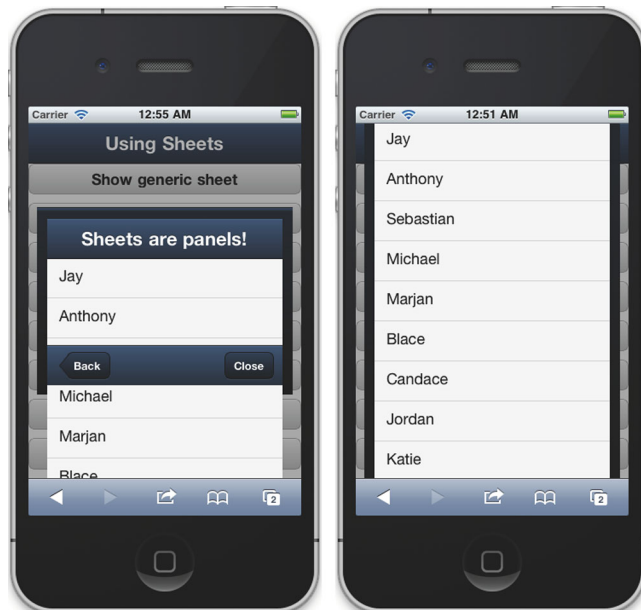 Carrier 12:55 AM
Using Sheets
Show generic sheet
Sheets are panels!
Jay
Anthony
Back Close
Michael
Marjan
Blace
2
Carrier 12:51 AM
Jay
Anthony
Sebastian
Michael
Marjan
Blace
Candace
Jordan
Katie
2